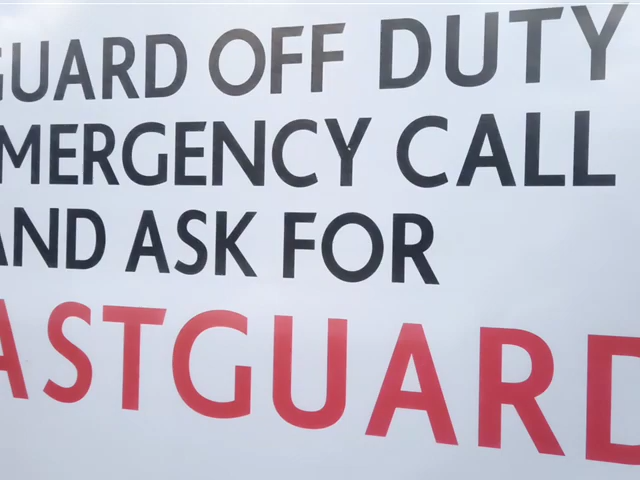 GUARD OFF DUTY
MERGENCY CALL
AND ASK FOR
ASTGUARD